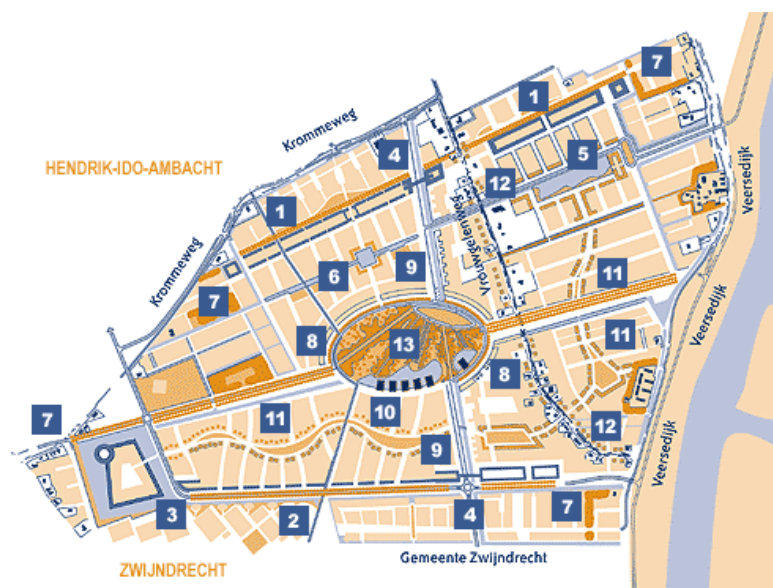 7
1
Krommeweg
4
5
HENDRIK-IDO-AMBACHT
12
1
Vrouwgelenweg
Veersedijk
Krommeweg
6
9
11
7
8
13
11
Veersedijk
8
7
11
10
12
9
Veersedijk
3
2
4
7
Gemeente Zwijndrecht
ZWIJNDRECHT